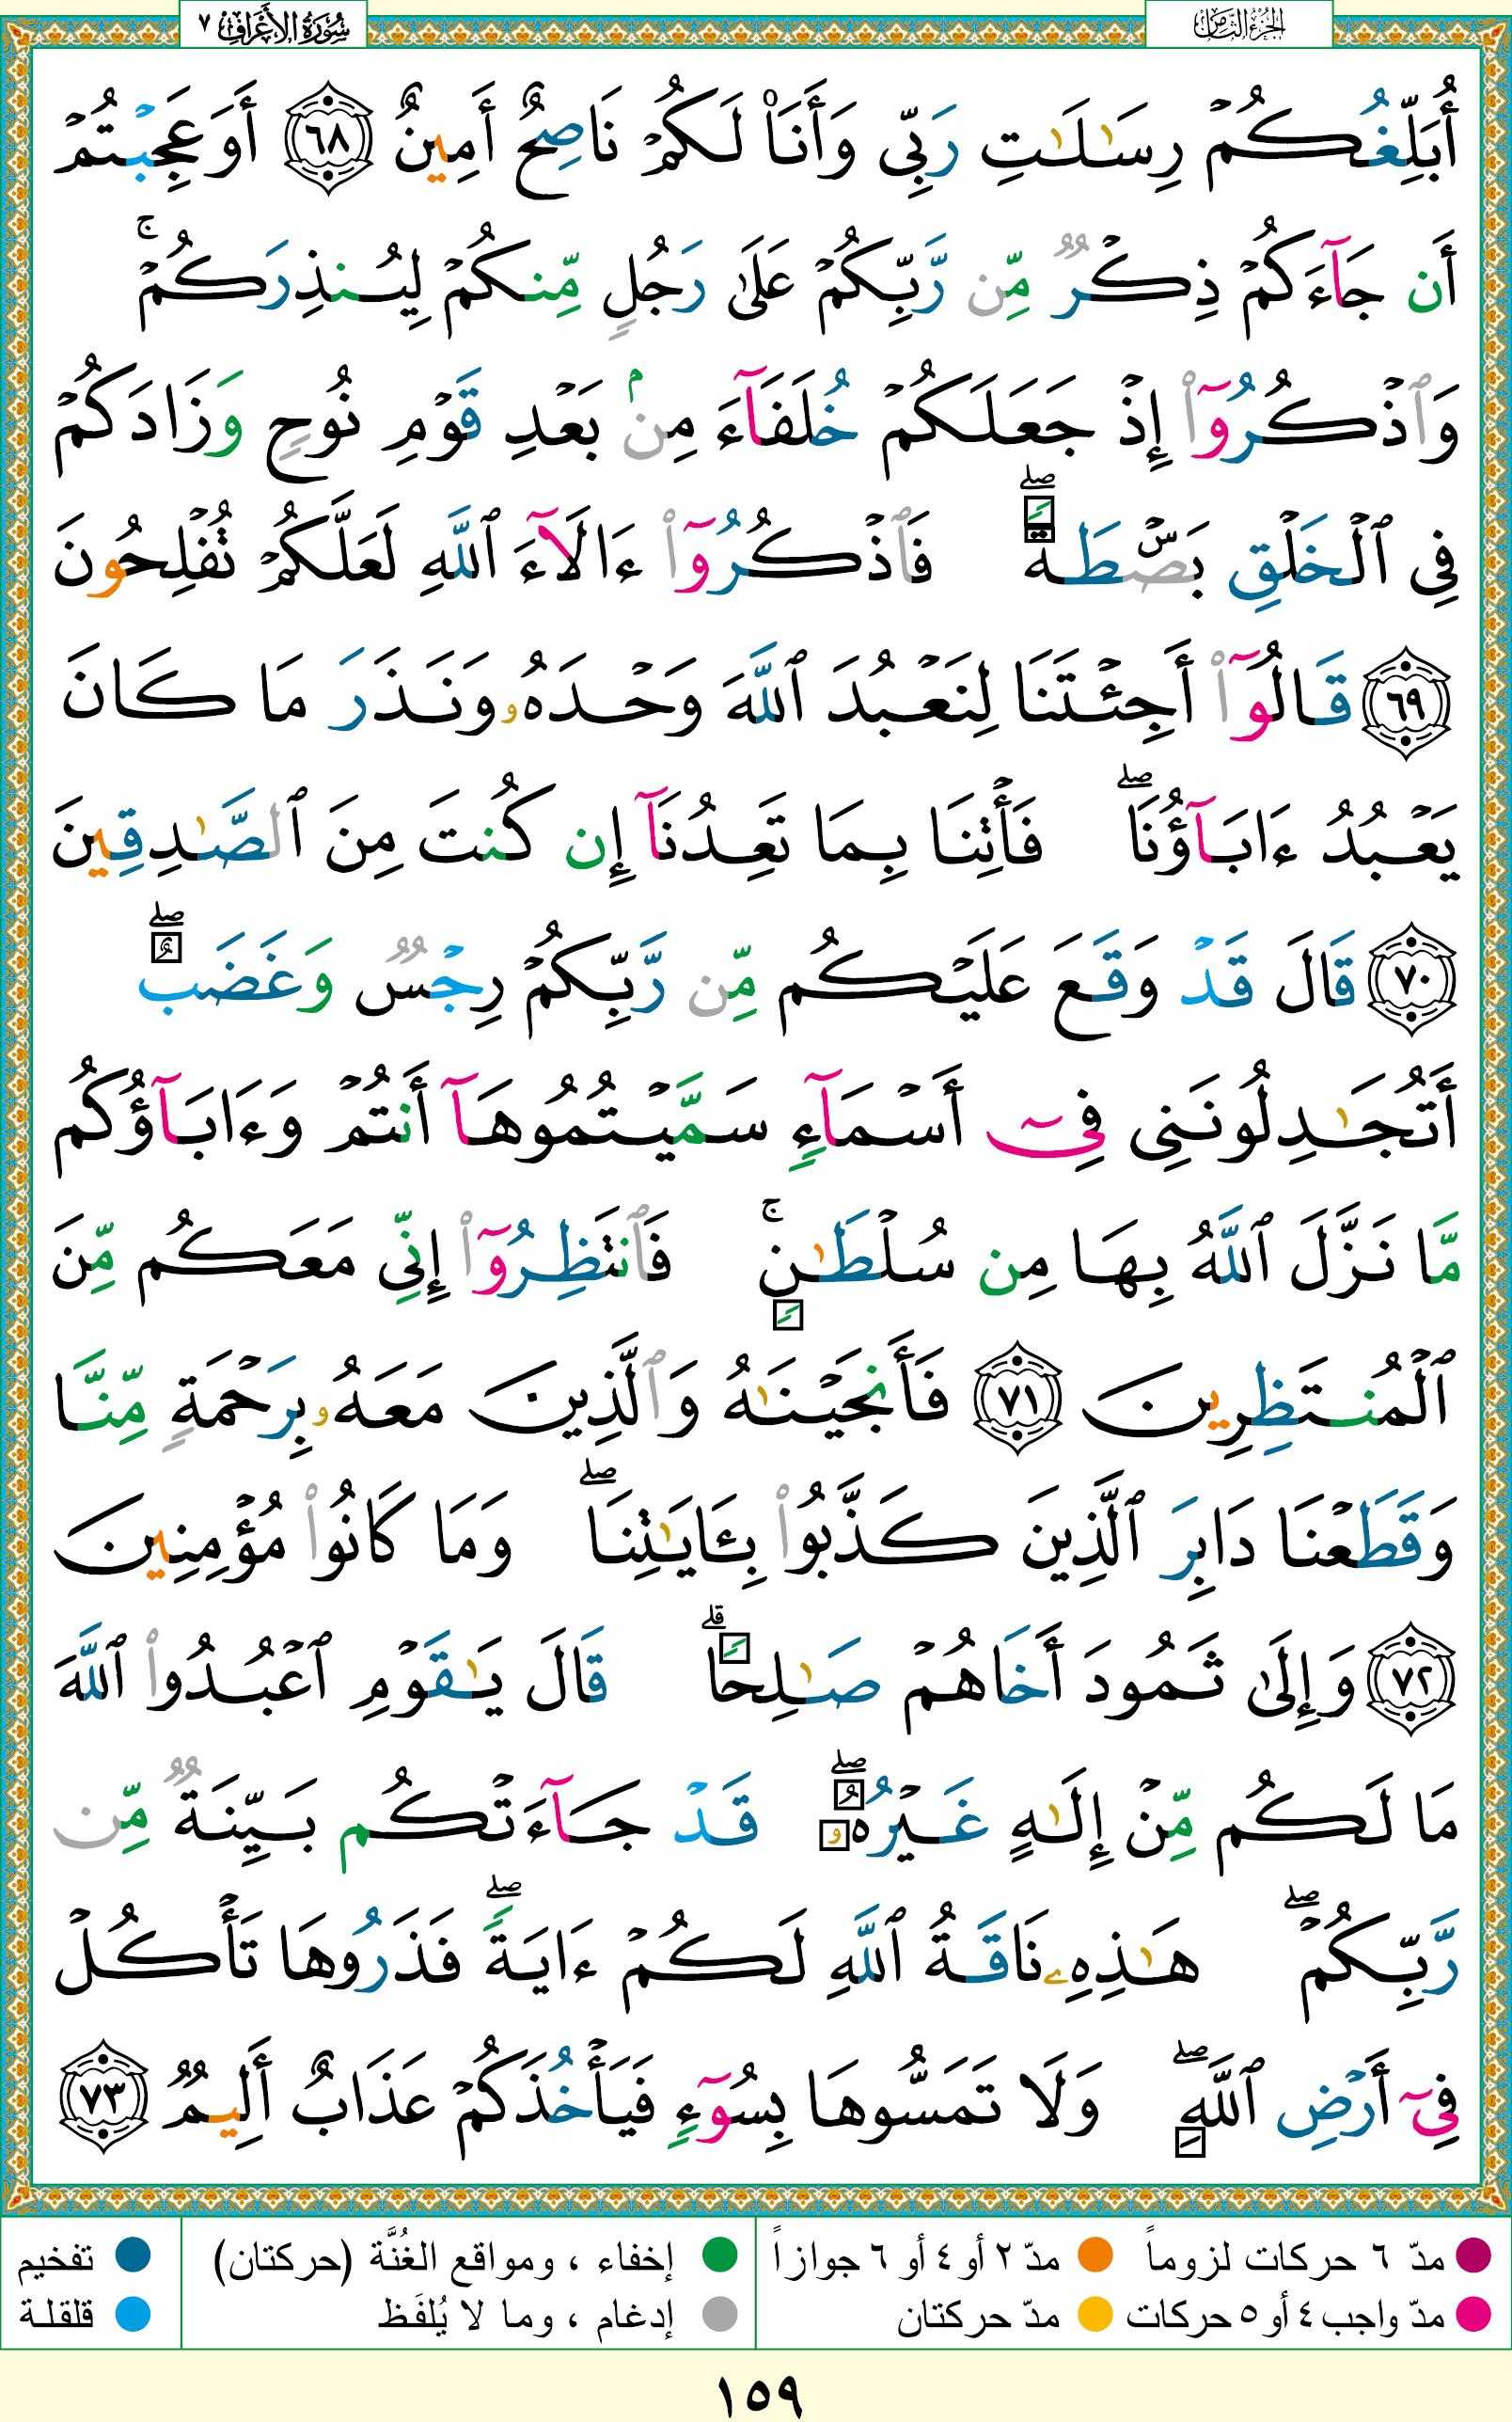 الجزء الثامن
سورة الأعراف ٧
أُبَلِّغُكُمْ رِسَٰلَٰتِ رَبِّى وَأَنَا۠ لَكُمْ نَاصِحٌ أَمِينٌ ٦٨ أَوَعَجِبْتُمْ
أَن جَآءَكُمْ ذِكْرٌ مِّن رَّبِّكُمْ عَلَىٰ رَجُلٍ مِّنكُمْ لِيُنذِرَكُمْ ۚ
وَٱذْكُرُوٓا۟ إِذْ جَعَلَكُمْ خُلَفَآءَ مِنۢ بَعْدِ قَوْمِ نُوحٍ وَزَادَكُمْ
فِى ٱلْخَلْقِ بَصْۜطَةً ۖ فَٱذْكُرُوٓا۟ ءَالَآءَ ٱللَّهِ لَعَلَّكُمْ تُفْلِحُونَ
٦٩ قَالُوٓا۟ أَجِئْتَنَا لِنَعْبُدَ ٱللَّهَ وَحْدَهُۥ وَنَذَرَ مَا كَانَ
يَعْبُدُ ءَابَآؤُنَا ۖ فَأْتِنَا بِمَا تَعِدُنَآ إِن كُنتَ مِنَ ٱلصَّٰدِقِينَ
٧٠ قَالَ قَدْ وَقَعَ عَلَيْكُم مِّن رَّبِّكُمْ رِجْسٌ وَغَضَبٌ ۖ
أَتُجَٰدِلُونَنِى فِىٓ أَسْمَآءٍ سَمَّيْتُمُوهَآ أَنتُمْ وَءَابَآؤُكُم
مَّا نَزَّلَ ٱللَّهُ بِهَا مِن سُلْطَٰنٍ ۚ فَٱنتَظِرُوٓا۟ إِنِّى مَعَكُم مِّنَ
ٱلْمُنتَظِرِينَ ٧١ فَأَنجَيْنَٰهُ وَٱلَّذِينَ مَعَهُۥ بِرَحْمَةٍ مِّنَّا
وَقَطَعْنَا دَابِرَ ٱلَّذِينَ كَذَّبُوا۟ بِـَٔايَٰتِنَا ۖ وَمَا كَانُوا۟ مُؤْمِنِينَ
٧٢ وَإِلَىٰ ثَمُودَ أَخَاهُمْ صَٰلِحًا ۗ قَالَ يَٰقَوْمِ ٱعْبُدُوا۟ ٱللَّهَ
مَا لَكُم مِّنْ إِلَٰهٍ غَيْرُهُۥ ۖ قَدْ جَآءَتْكُم بَيِّنَةٌ مِّن
رَّبِّكُمْ ۖ هَٰذِهِۦ نَاقَةُ ٱللَّهِ لَكُمْ ءَايَةً ۖ فَذَرُوهَا تَأْكُلْ
فِىٓ أَرْضِ ٱللَّهِ ۖ وَلَا تَمَسُّوهَا بِسُوٓءٍ فَيَأْخُذَكُمْ عَذَابٌ أَلِيمٌ ٧٣
مدّ ٦ حركات لزوماً مدّ ٢ أو ٤ أو ٦ جوازاً إخفاء ، ومواقع الغُنَّة (حركتان) تفخيم
مدّ واجب ٤ أو ٥ حركات مدّ حركتان إدغام ، وما لا يُلفَظ قلقلة
١٥٩